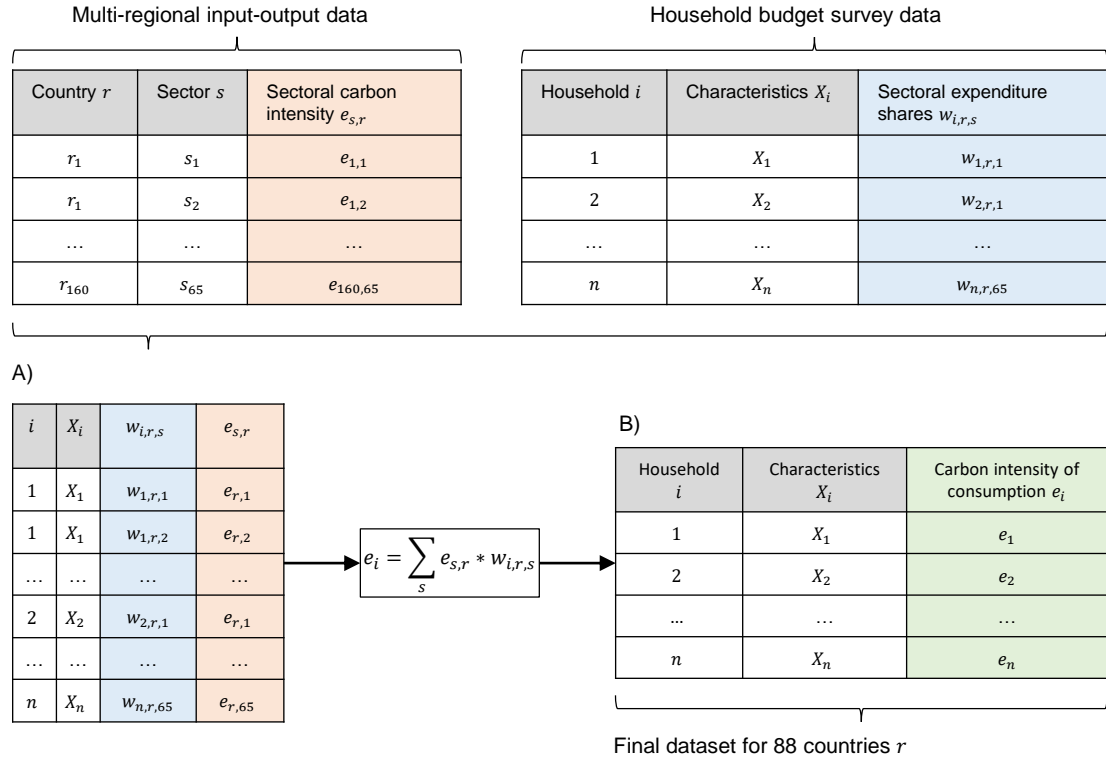 Multi-regional input-output data
Household budget survey data
Country r Sector s Sectoral carbon
intensity e_{s,r}
r_1 s_1 e_{1,1}
r_1 s_2 e_{1,2}
… … …
r_{160} s_{65} e_{160,65}
Household i Characteristics X_i Sectoral expenditure
shares w_{i,r,s}
1 X_1 w_{1,r,1}
2 X_2 w_{2,r,1}
… … …
n X_n w_{n,r,65}
A)
i X_i w_{i,r,s} e_{s,r}
1 X_1 w_{1,r,1} e_{r,1}
1 X_1 w_{1,r,2} e_{r,2}
… … … …
2 X_2 w_{2,r,1} e_{r,1}
… … … …
n X_n w_{n,r,65} e_{r,65}
e_i = ∑_s e_{s,r} * w_{i,r,s}
B)
Household Characteristics Carbon intensity of
i X_i consumption e_i
1 X_1 e_1
2 X_2 e_2
... … …
n X_n e_n
Final dataset for 88 countries r